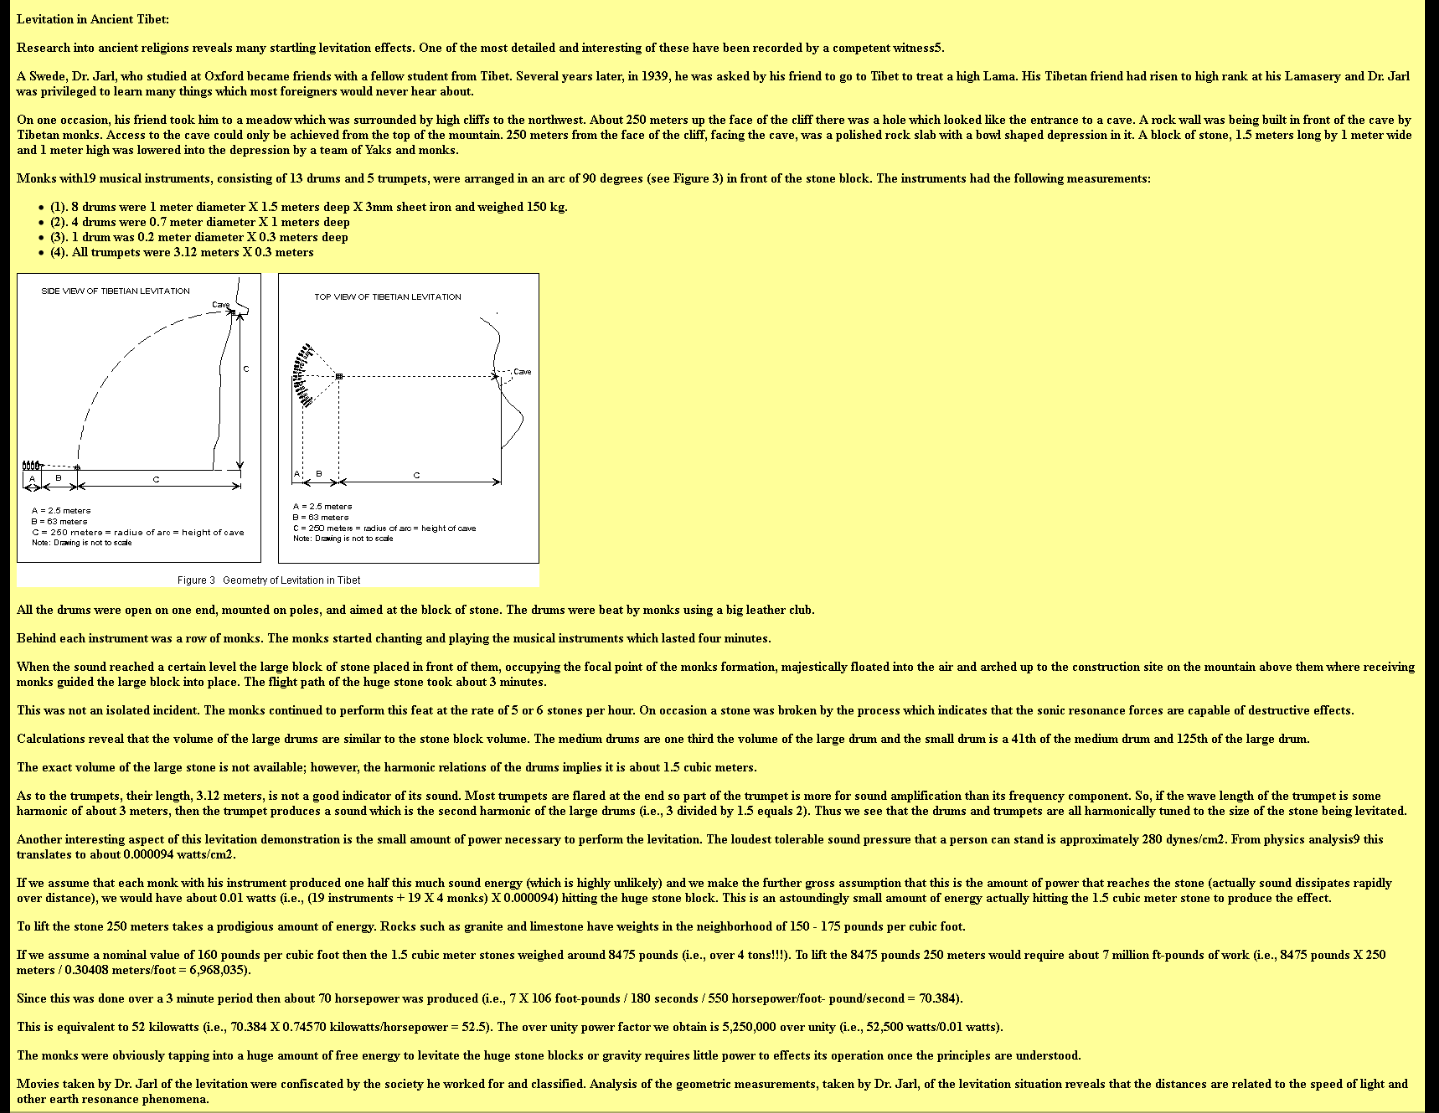 Levitation in Ancient Tibet:
Research into ancient religions reveals many startling levitation effects. One of the most detailed and interesting of these have been recorded by a competent witness5.
A Swede, Dr. Jarl, who studied at Oxford became friends with a fellow student from Tibet. Several years later, in 1939, he was asked by his friend to go to Tibet to treat a high Lama. His Tibetan friend had risen to high rank at his Lamasery and Dr. Jarl
was privileged to learn many things which most foreigners would never hear about.
On one occasion, his friend took him to a meadow which was surrounded by high cliffs to the northwest. About 250 meters up the face of the cliff there was a hole which looked like the entrance to a cave. A rock wall was being built in front of the cave by
Tibetan monks. Access to the cave could only be achieved from the top of the mountain. 250 meters from the face of the cliff, facing the cave, was a polished rock slab with a bowl shaped depression in it. A block of stone, 1.5 meters long by 1 meter wide
and 1 meter high was lowered into the depression by a team of Yaks and monks.
Monks with19 musical instruments, consisting of 13 drums and 5 trumpets, were arranged in an arc of 90 degrees (see Figure 3) in front of the stone block. The instruments had the following measurements:
• (1). 8 drums were 1 meter diameter X 1.5 meters deep X 3mm sheet iron and weighed 150 kg.
• (2). 4 drums were 0.7 meter diameter X 1 meters deep
• (3). 1 drum was 0.2 meter diameter X 0.3 meters deep
• (4). All trumpets were 3.12 meters X 0.3 meters
SIDE VIEW OF TIBETIAN LEVITATION
Cave
C
A
B
C
A = 2.5 meters
B = 63 meters
C = 250 meters = radius of arc = height of cave
Note: Drawing is not to scale
TOP VIEW OF TIBETIAN LEVITATION
Cave
A
B
C
A = 2.5 meters
B = 63 meters
C = 250 meters = radius of arc = height of cave
Note: Drawing is not to scale
Figure 3 Geometry of Levitation in Tibet
All the drums were open on one end, mounted on poles, and aimed at the block of stone. The drums were beat by monks using a big leather club.
Behind each instrument was a row of monks. The monks started chanting and playing the musical instruments which lasted four minutes.
When the sound reached a certain level the large block of stone placed in front of them, occupying the focal point of the monks formation, majestically floated into the air and arched up to the construction site on the mountain above them where receiving
monks guided the large block into place. The flight path of the huge stone took about 3 minutes.
This was not an isolated incident. The monks continued to perform this feat at the rate of 5 or 6 stones per hour. On occasion a stone was broken by the process which indicates that the sonic resonance forces are capable of destructive effects.
Calculations reveal that the volume of the large drums are similar to the stone block volume. The medium drums are one third the volume of the large drum and the small drum is a 41th of the medium drum and 125th of the large drum.
The exact volume of the large stone is not available; however, the harmonic relations of the drums implies it is about 1.5 cubic meters.
As to the trumpets, their length, 3.12 meters, is not a good indicator of its sound. Most trumpets are flared at the end so part of the trumpet is more for sound amplification than its frequency component. So, if the wave length of the trumpet is some
harmonic of about 3 meters, then the trumpet produces a sound which is the second harmonic of the large drums (i.e., 3 divided by 1.5 equals 2). Thus we see that the drums and trumpets are all harmonically tuned to the size of the stone being levitated.
Another interesting aspect of this levitation demonstration is the small amount of power necessary to perform the levitation. The loudest tolerable sound pressure that a person can stand is approximately 280 dynes/cm2. From physics analysis9 this
translates to about 0.000094 watts/cm2.
If we assume that each monk with his instrument produced one half this much sound energy (which is highly unlikely) and we make the further gross assumption that this is the amount of power that reaches the stone (actually sound dissipates rapidly
over distance), we would have about 0.01 watts (i.e., (19 instruments + 19 X 4 monks) X 0.000094) hitting the huge stone block. This is an astoundingly small amount of energy actually hitting the 1.5 cubic meter stone to produce the effect.
To lift the stone 250 meters takes a prodigious amount of energy. Rocks such as granite and limestone have weights in the neighborhood of 150 - 175 pounds per cubic foot.
If we assume a nominal value of 160 pounds per cubic foot then the 1.5 cubic meter stones weighed around 8475 pounds (i.e., over 4 tons!!!). To lift the 8475 pounds 250 meters would require about 7 million ft-pounds of work (i.e., 8475 pounds X 250
meters / 0.30408 meters/foot = 6,968,035).
Since this was done over a 3 minute period then about 70 horsepower was produced (i.e., 7 X 106 foot-pounds / 180 seconds / 550 horsepower/foot- pound/second = 70.384).
This is equivalent to 52 kilowatts (i.e., 70.384 X 0.74570 kilowatts/horsepower = 52.5). The over unity power factor we obtain is 5,250,000 over unity (i.e., 52,500 watts/0.01 watts).
The monks were obviously tapping into a huge amount of free energy to levitate the huge stone blocks or gravity requires little power to effects its operation once the principles are understood.
Movies taken by Dr. Jarl of the levitation were confiscated by the society he worked for and classified. Analysis of the geometric measurements, taken by Dr. Jarl, of the levitation situation reveals that the distances are related to the speed of light and
other earth resonance phenomena.